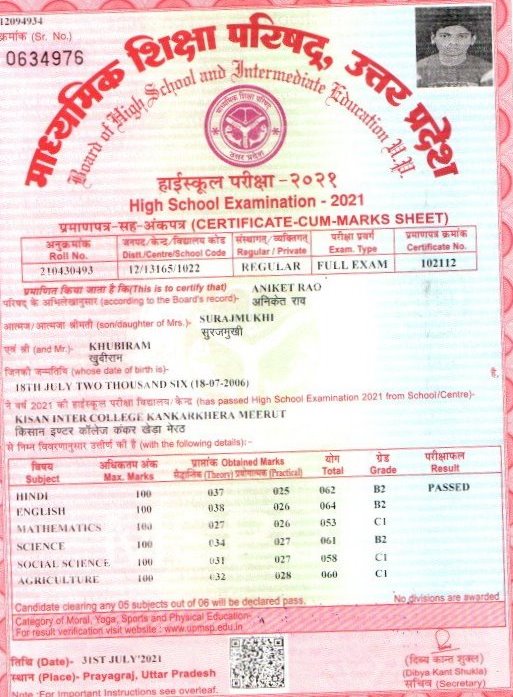 12094934
क्रमांक (Sr. No.)
0634976
माध्यमिक शिक्षा परिषद्, उत्तर प्रदेश
Board of High School and Intermediate Education U.P.
माध्यमिक शिक्षा परिषद्
उत्तर प्रदेश
हाईस्कूल परीक्षा - २०२१
High School Examination - 2021
प्रमाणपत्र-सह-अंकपत्र (CERTIFICATE-CUM-MARKS SHEET)
अनुक्रमांक जनपद/केन्द्र/विद्यालय कोड संस्थागत/व्यक्तिगत परीक्षा प्रवर्ग प्रमाणपत्र क्रमांक
Roll No. Distt./Centre/School Code Regular / Private Exam. Type Certificate No.
210430493 12/13165/1022 REGULAR FULL EXAM 102112
प्रमाणित किया जाता है कि(This is to certify that) ANIKET RAO
परिषद के अभिलेखानुसार (according to the Board's record)- अनिकेत राव
आत्मज/आत्मजा श्रीमती (son/daughter of Mrs.)- SURAJMUKHI
सुरजमुखी
एवं श्री (and Mr.)- KHUBIRAM
खुबीराम
जिनकी जन्मतिथि (whose date of birth is)-
18TH JULY TWO THOUSAND SIX (18-07-2006) है,
ने वर्ष 2021 की हाईस्कूल परीक्षा विद्यालय/केन्द्र (has passed High School Examination 2021 from School/Centre)-
KISAN INTER COLLEGE KANKARKHERA MEERUT
किसान इण्टर कॉलेज कंकर खेडा मेरठ
से निम्न विवरणानुसार उत्तीर्ण की है (with the following details):-
विषय अधिकतम अंक प्राप्तांक Obtained Marks योग ग्रेड परीक्षाफल
Subject Max. Marks सैद्धान्तिक (Theory) प्रयोगात्मक (Practical) Total Grade Result
HINDI 100 037 025 062 B2 PASSED
ENGLISH 100 038 026 064 B2
MATHEMATICS 100 027 026 053 C1
SCIENCE 100 034 027 061 B2
SOCIAL SCIENCE 100 031 027 058 C1
AGRICULTURE 100 032 028 060 C1
Candidate clearing any 05 subjects out of 06 will be declared pass. No divisions are awarded
Category of Moral, Yoga, Sports and Physical Education-
For result verification visit website : www.upmsp.edu.in
तिथि (Date)- 31ST JULY'2021
स्थान (Place)- Prayagraj, Uttar Pradesh
(दिव्य कान्त शुक्ल)
(Dibya Kant Shukla)
सचिव (Secretary)
Note :For Important Instructions see overleaf.